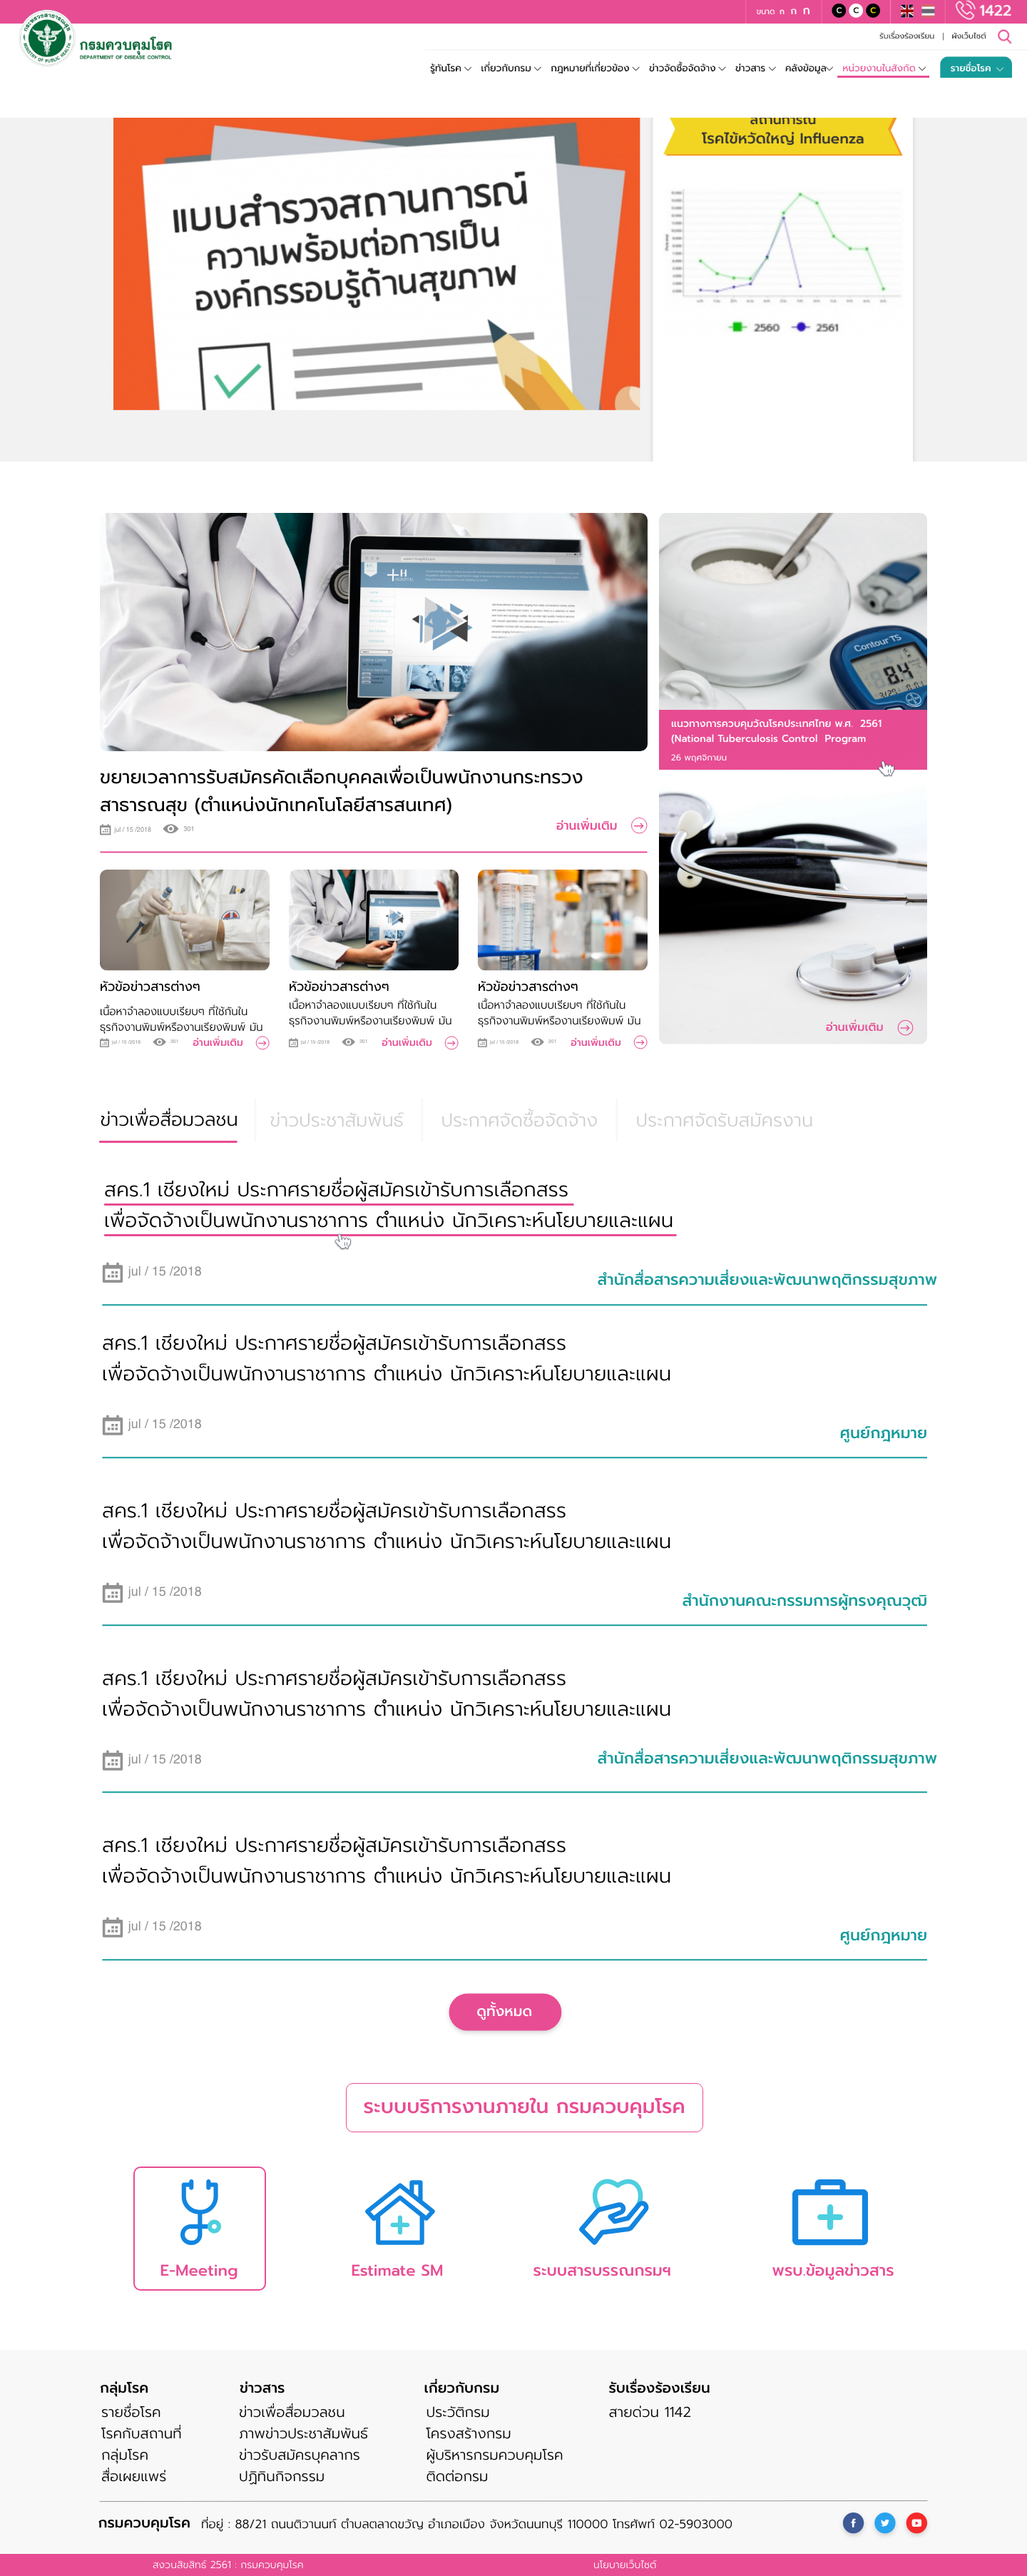 ขนาด ก ก ก C C C 1422
กรมควบคุมโรค
DEPARTMENT OF DISEASE CONTROL
รับเรื่องร้องเรียน | ผังเว็บไซต์
รู้ทันโรค เกี่ยวกับกรม กฎหมายที่เกี่ยวข้อง ข่าวจัดซื้อจัดจ้าง ข่าวสาร คลังข้อมูล หน่วยงานในสังกัด รายชื่อโรค
แบบสำรวจสถานการณ์
ความพร้อมต่อการเป็น
องค์กรรอบรู้ด้านสุขภาพ
สถานการณ์
โรคไข้หวัดใหญ่ Influenza
2560 2561
Contour TS
8.4
แนวทางการควบคุมวัณโรคประเทศไทย พ.ศ. 2561
(National Tuberculosis Control Program
26 พฤศจิกายน
ขยายเวลาการรับสมัครคัดเลือกบุคคลเพื่อเป็นพนักงานกระทรวง
สาธารณสุข (ตำแหน่งนักเทคโนโลยีสารสนเทศ)
jul / 15 /2018 301 อ่านเพิ่มเติม
หัวข้อข่าวสารต่างๆ
เนื้อหาจำลองแบบเรียบๆ ที่ใช้กันใน
ธุรกิจงานพิมพ์หรืองานเรียงพิมพ์ มัน
jul / 15 /2018 301 อ่านเพิ่มเติม
หัวข้อข่าวสารต่างๆ
เนื้อหาจำลองแบบเรียบๆ ที่ใช้กันใน
ธุรกิจงานพิมพ์หรืองานเรียงพิมพ์ มัน
jul / 15 /2018 301 อ่านเพิ่มเติม
หัวข้อข่าวสารต่างๆ
เนื้อหาจำลองแบบเรียบๆ ที่ใช้กันใน
ธุรกิจงานพิมพ์หรืองานเรียงพิมพ์ มัน
jul / 15 /2018 301 อ่านเพิ่มเติม
อ่านเพิ่มเติม
ข่าวเพื่อสื่อมวลชน ข่าวประชาสัมพันธ์ ประกาศจัดซื้อจัดจ้าง ประกาศจัดรับสมัครงาน
สคร.1 เชียงใหม่ ประกาศรายชื่อผู้สมัครเข้ารับการเลือกสรร
เพื่อจัดจ้างเป็นพนักงานราชาการ ตำแหน่ง นักวิเคราะห์นโยบายและแผน
jul / 15 /2018
สำนักสื่อสารความเสี่ยงและพัฒนาพฤติกรรมสุขภาพ
สคร.1 เชียงใหม่ ประกาศรายชื่อผู้สมัครเข้ารับการเลือกสรร
เพื่อจัดจ้างเป็นพนักงานราชาการ ตำแหน่ง นักวิเคราะห์นโยบายและแผน
jul / 15 /2018
ศูนย์กฎหมาย
สคร.1 เชียงใหม่ ประกาศรายชื่อผู้สมัครเข้ารับการเลือกสรร
เพื่อจัดจ้างเป็นพนักงานราชาการ ตำแหน่ง นักวิเคราะห์นโยบายและแผน
jul / 15 /2018
สำนักงานคณะกรรมการผู้ทรงคุณวุฒิ
สคร.1 เชียงใหม่ ประกาศรายชื่อผู้สมัครเข้ารับการเลือกสรร
เพื่อจัดจ้างเป็นพนักงานราชาการ ตำแหน่ง นักวิเคราะห์นโยบายและแผน
jul / 15 /2018
สำนักสื่อสารความเสี่ยงและพัฒนาพฤติกรรมสุขภาพ
สคร.1 เชียงใหม่ ประกาศรายชื่อผู้สมัครเข้ารับการเลือกสรร
เพื่อจัดจ้างเป็นพนักงานราชาการ ตำแหน่ง นักวิเคราะห์นโยบายและแผน
jul / 15 /2018
ศูนย์กฎหมาย
ดูทั้งหมด
ระบบบริการงานภายใน กรมควบคุมโรค
E-Meeting Estimate SM ระบบสารบรรณกรมฯ พรบ.ข้อมูลข่าวสาร
กลุ่มโรค
รายชื่อโรค
โรคกับสถานที่
กลุ่มโรค
สื่อเผยแพร่
ข่าวสาร
ข่าวเพื่อสื่อมวลชน
ภาพข่าวประชาสัมพันธ์
ข่าวรับสมัครบุคลากร
ปฏิทินกิจกรรม
เกี่ยวกับกรม
ประวัติกรม
โครงสร้างกรม
ผู้บริหารกรมควบคุมโรค
ติดต่อกรม
รับเรื่องร้องเรียน
สายด่วน 1142
กรมควบคุมโรค ที่อยู่ : 88/21 ถนนติวานนท์ ตำบลตลาดขวัญ อำเภอเมือง จังหวัดนนทบุรี 110000 โทรศัพท์ 02-5903000
สงวนสิขสิทธ์ 2561 : กรมควบคุมโรค นโยบายเว็บไซต์